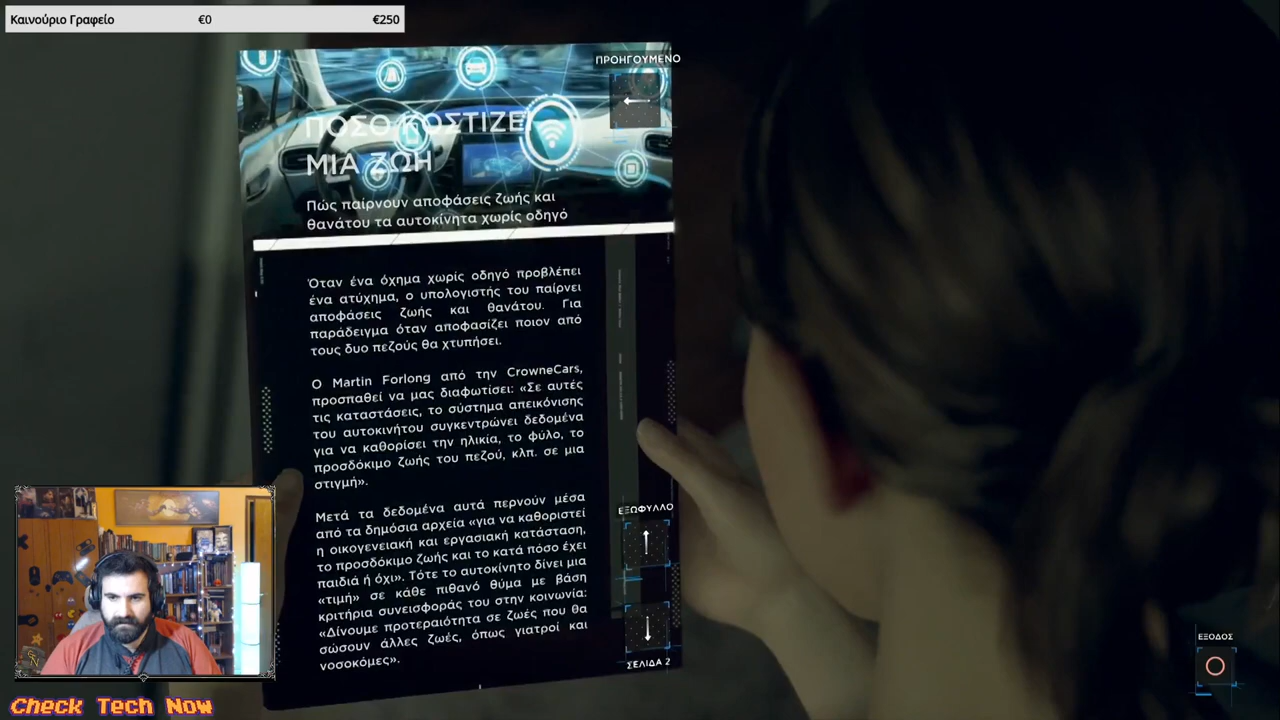 Καινούριο Γραφείο €0 €250
ΠΡΟΗΓΟΥΜΕΝΟ
ΠΟΣΟ ΚΟΣΤΙΖΕΙ
ΜΙΑ ΖΩΗ
Πώς παίρνουν αποφάσεις ζωής και
θανάτου τα αυτοκίνητα χωρίς οδηγό
Όταν ένα όχημα χωρίς οδηγό προβλέπει
ένα ατύχημα, ο υπολογιστής του παίρνει
αποφάσεις ζωής και θανάτου. Για
παράδειγμα όταν αποφασίζει ποιον από
τους δυο πεζούς θα χτυπήσει.
Ο Martin Forlong από την CrowneCars,
προσπαθεί να μας διαφωτίσει: «Σε αυτές
τις καταστάσεις, το σύστημα απεικόνισης
του αυτοκινήτου συγκεντρώνει δεδομένα
για να καθορίσει την ηλικία, το φύλο, το
προσδόκιμο ζωής του πεζού, κλπ. σε μια
στιγμή».
Μετά τα δεδομένα αυτά περνούν μέσα
από τα δημόσια αρχεία «για να καθοριστεί
η οικογενειακή και εργασιακή κατάσταση,
το προσδόκιμο ζωής και το κατά πόσο έχει
παιδιά ή όχι». Τότε το αυτοκίνητο δίνει μια
«τιμή» σε κάθε πιθανό θύμα με βάση
κριτήρια συνεισφοράς του στην κοινωνία:
«Δίνουμε προτεραιότητα σε ζωές που θα
σώσουν άλλες ζωές, όπως γιατροί και
νοσοκόμες».
ΕΞΩΦΥΛΛΟ
ΣΕΛΙΔΑ 2
ΕΞΟΔΟΣ
Check Tech Now